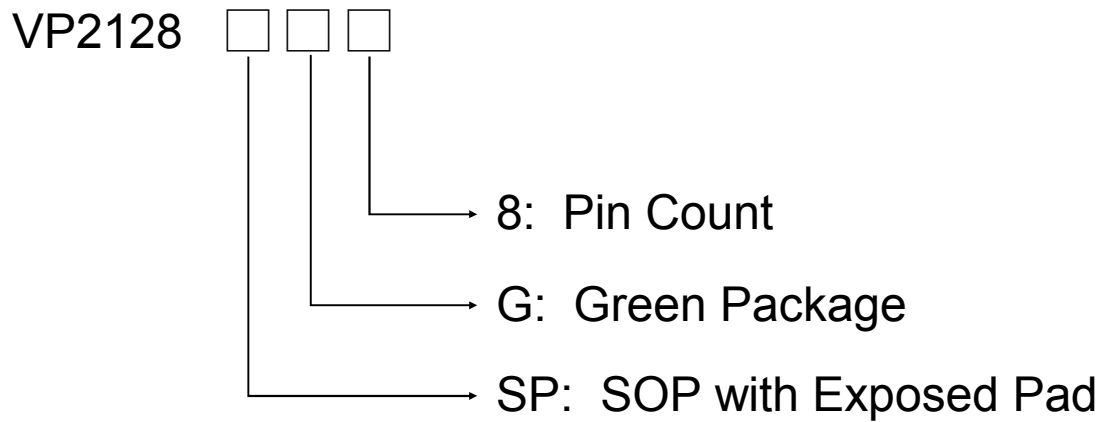 VP2128
8: Pin Count
G: Green Package
SP: SOP with Exposed Pad